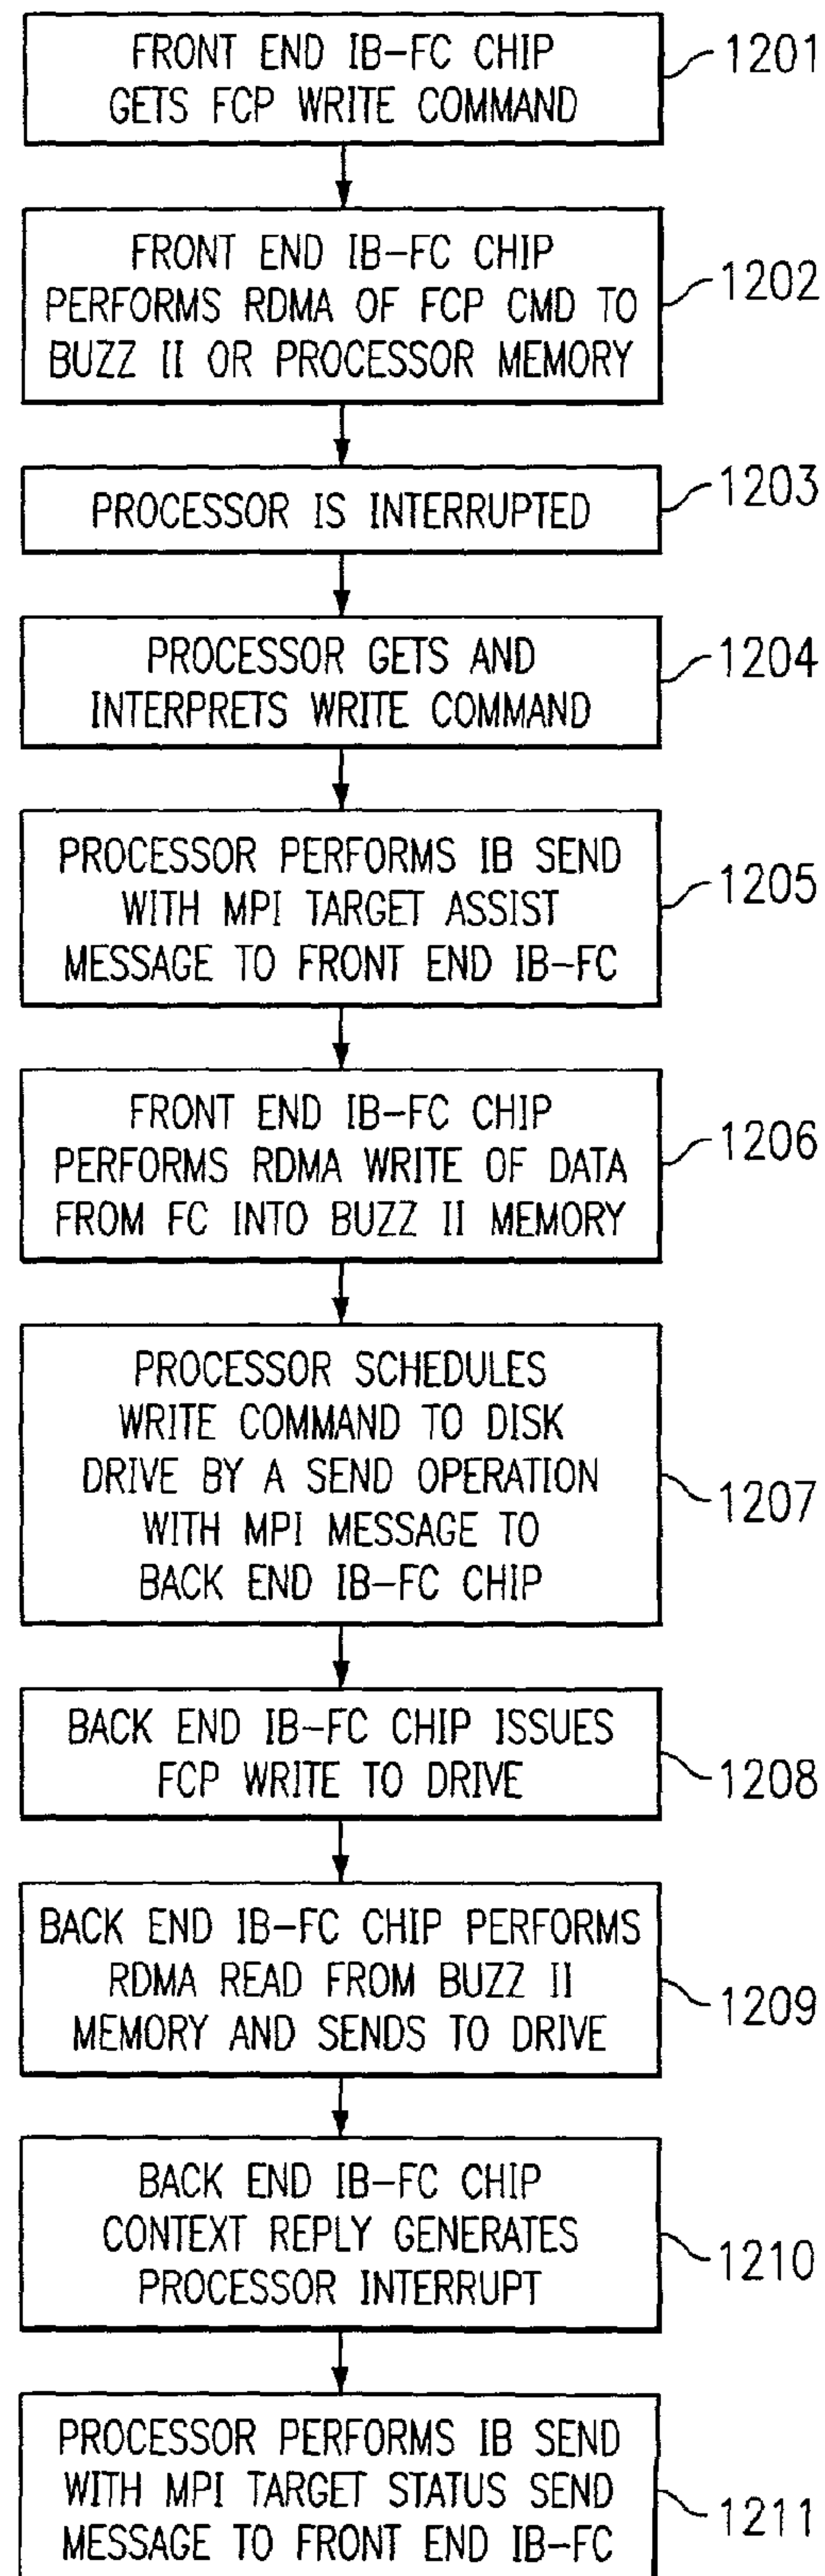 FRONT END IB-FC CHIP
GETS FCP WRITE COMMAND
1201
FRONT END IB-FC CHIP
PERFORMS RDMA OF FCP CMD TO
BUZZ II OR PROCESSOR MEMORY
1202
PROCESSOR IS INTERRUPTED
1203
PROCESSOR GETS AND
INTERPRETS WRITE COMMAND
1204
PROCESSOR PERFORMS IB SEND
WITH MPI TARGET ASSIST
MESSAGE TO FRONT END IB-FC
1205
FRONT END IB-FC CHIP
PERFORMS RDMA WRITE OF DATA
FROM FC INTO BUZZ II MEMORY
1206
PROCESSOR SCHEDULES
WRITE COMMAND TO DISK
DRIVE BY A SEND OPERATION
WITH MPI MESSAGE TO
BACK END IB-FC CHIP
1207
BACK END IB-FC CHIP ISSUES
FCP WRITE TO DRIVE
1208
BACK END IB-FC CHIP PERFORMS
RDMA READ FROM BUZZ II
MEMORY AND SENDS TO DRIVE
1209
BACK END IB-FC CHIP
CONTEXT REPLY GENERATES
PROCESSOR INTERRUPT
1210
PROCESSOR PERFORMS IB SEND
WITH MPI TARGET STATUS SEND
MESSAGE TO FRONT END IB-FC
1211